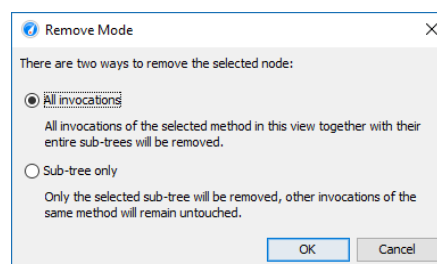 Remove Mode
There are two ways to remove the selected node:
All invocations
All invocations of the selected method in this view together with their
entire sub-trees will be removed.
Sub-tree only
Only the selected sub-tree will be removed, other invocations of the
same method will remain untouched.
OK Cancel